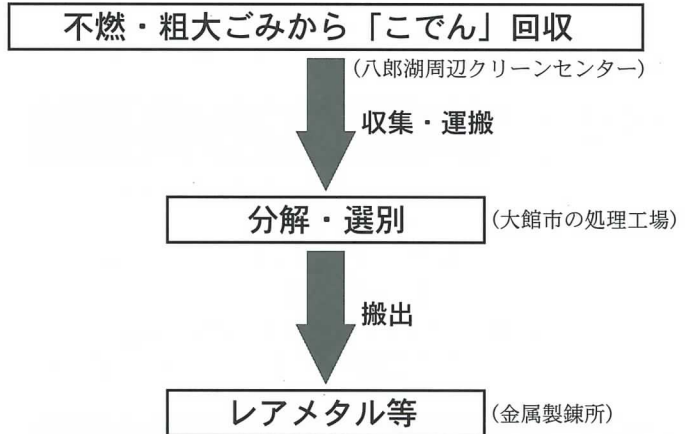 不燃・粗大ごみから「こでん」回収
(八郎湖周辺クリーンセンター)
収集・運搬
分解・選別
(大館市の処理工場)
搬出
レアメタル等
(金属製錬所)